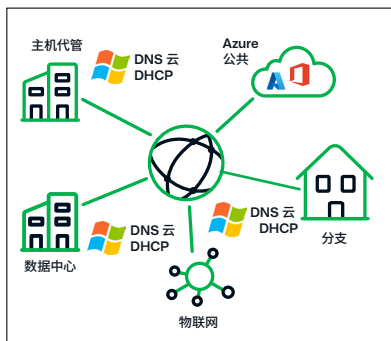 主机代管
DNS 云
DHCP
Azure
公共
DNS 云
DHCP
数据中心
DNS 云
DHCP
分支
物联网